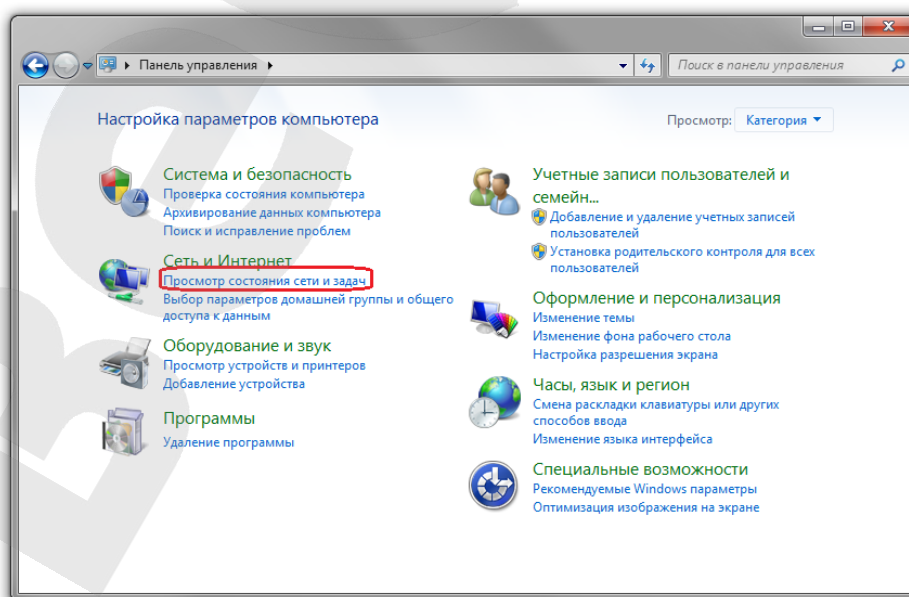 Панель управления
Поиск в панели управления
Настройка параметров компьютера
Просмотр: Категория
Система и безопасность
Проверка состояния компьютера
Архивирование данных компьютера
Поиск и исправление проблем
Сеть и Интернет
Просмотр состояния сети и задач
Выбор параметров домашней группы и общего
доступа к данным
Оборудование и звук
Просмотр устройств и принтеров
Добавление устройства
Программы
Удаление программы
Учетные записи пользователей и
семейн...
Добавление и удаление учетных записей
пользователей
Установка родительского контроля для всех
пользователей
Оформление и персонализация
Изменение темы
Изменение фона рабочего стола
Настройка разрешения экрана
Часы, язык и регион
Смена раскладки клавиатуры или других
способов ввода
Изменение языка интерфейса
Специальные возможности
Рекомендуемые Windows параметры
Оптимизация изображения на экране